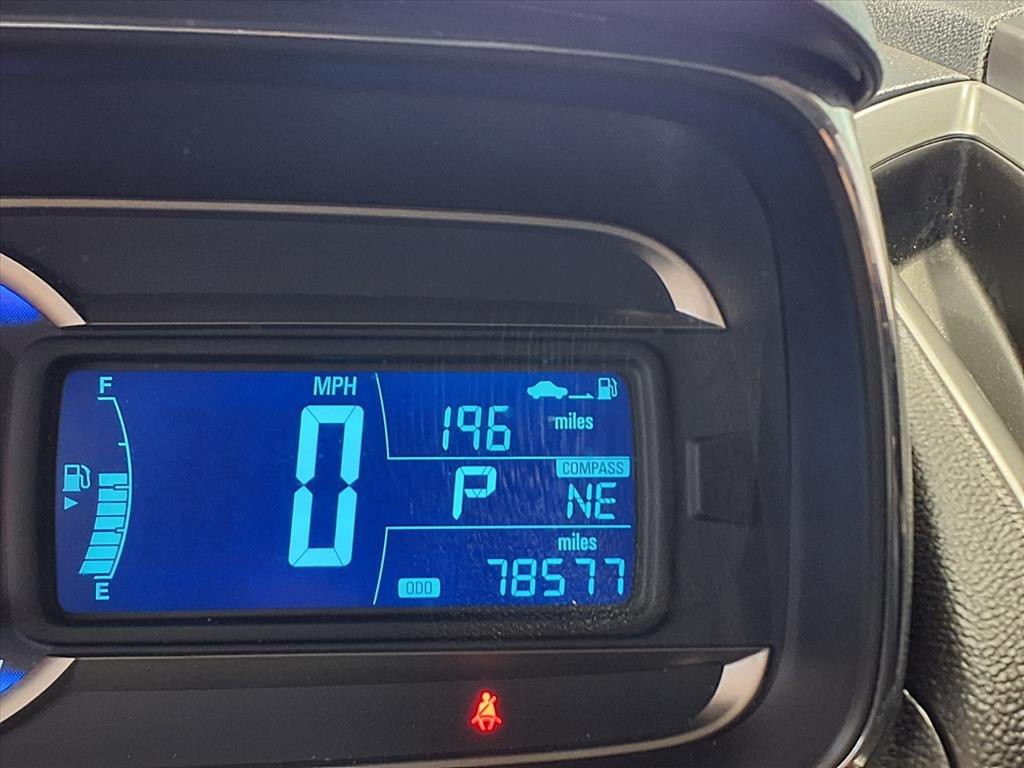 F
MPH
0
196
miles
COMPASS
P
NE
miles
ODO
78577
E